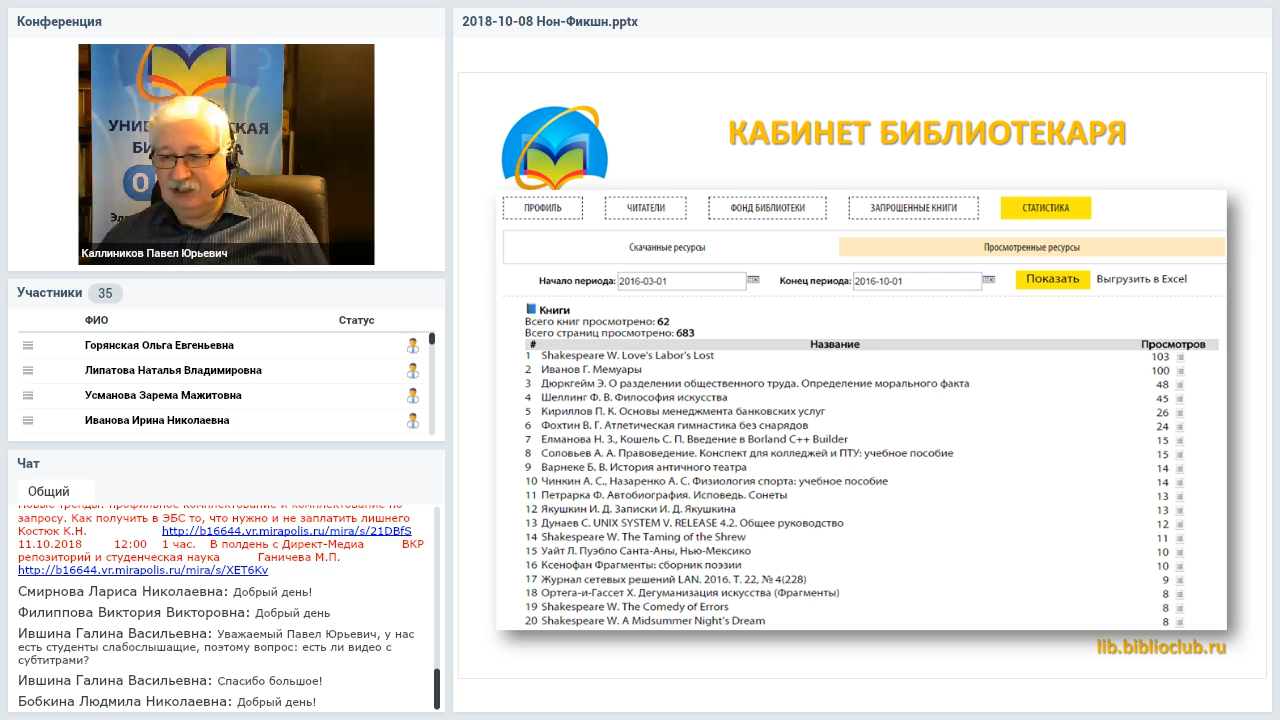 Конференция
УНИ
СКАЯ
БИ
Эл
Каллиников Павел Юрьевич
Участники 35
ФИО Статус
Горянская Ольга Евгеньевна
Липатова Наталья Владимировна
Усманова Зарема Мажитовна
Иванова Ирина Николаевна
Чат
Общий
Новые тренды: профильное комплектование и комплектование по
запросу. Как получить в ЭБС то, что нужно и не заплатить лишнего
Костюк К.Н. http://b16644.vr.mirapolis.ru/mira/s/21DBfS
11.10.2018 12:00 1 час. В полдень с Директ-Медиа ВКР
репозиторий и студенческая наука Ганичева М.П.
http://b16644.vr.mirapolis.ru/mira/s/XET6Kv
Смирнова Лариса Николаевна: Добрый день!
Филиппова Виктория Викторовна: Добрый день
Ившина Галина Васильевна: Уважаемый Павел Юрьевич, у нас
есть студенты слабослышащие, поэтому вопрос: есть ли видео с
субтитрами?
Ившина Галина Васильевна: Спасибо большое!
Бобкина Людмила Николаевна: Добрый день!
2018-10-08 Нон-Фикшн.pptx
КАБИНЕТ БИБЛИОТЕКАРЯ
ПРОФИЛЬ ЧИТАТЕЛИ ФОНД БИБЛИОТЕКИ ЗАПРОШЕННЫЕ КНИГИ СТАТИСТИКА
Скачанные ресурсы Просмотренные ресурсы
Начало периода: 2016-03-01 Конец периода: 2016-10-01 Показать Выгрузить в Excel
Книги
Всего книг просмотрено: 62
Всего страниц просмотрено: 683
# Название Просмотров
1 Shakespeare W. Love's Labor's Lost 103
2 Иванов Г. Мемуары 100
3 Дюркгейм Э. О разделении общественного труда. Определение морального факта 48
4 Шеллинг Ф. В. Философия искусства 45
5 Кириллов П. К. Основы менеджмента банковских услуг 26
6 Фохтин В. Г. Атлетическая гимнастика без снарядов 24
7 Елманова Н. З., Кошель С. П. Введение в Borland C++ Builder 15
8 Соловьев А. А. Правоведение. Конспект для колледжей и ПТУ: учебное пособие 15
9 Варнеке Б. В. История античного театра 14
10 Чинкин А. С., Назаренко А. С. Физиология спорта: учебное пособие 14
11 Петрарка Ф. Автобиография. Исповедь. Сонеты 13
12 Якушкин И. Д. Записки И. Д. Якушкина 13
13 Дунаев С. UNIX SYSTEM V. RELEASE 4.2. Общее руководство 12
14 Shakespeare W. The Taming of the Shrew 11
15 Уайт Л. Пуэбло Санта-Аны, Нью-Мексико 10
16 Ксенофан Фрагменты: сборник поэзии 10
17 Журнал сетевых решений LAN. 2016. Т. 22, № 4(228) 9
18 Ортега-и-Гассет Х. Дегуманизация искусства (Фрагменты) 8
19 Shakespeare W. The Comedy of Errors 8
20 Shakespeare W. A Midsummer Night's Dream 8
lib.biblioclub.ru